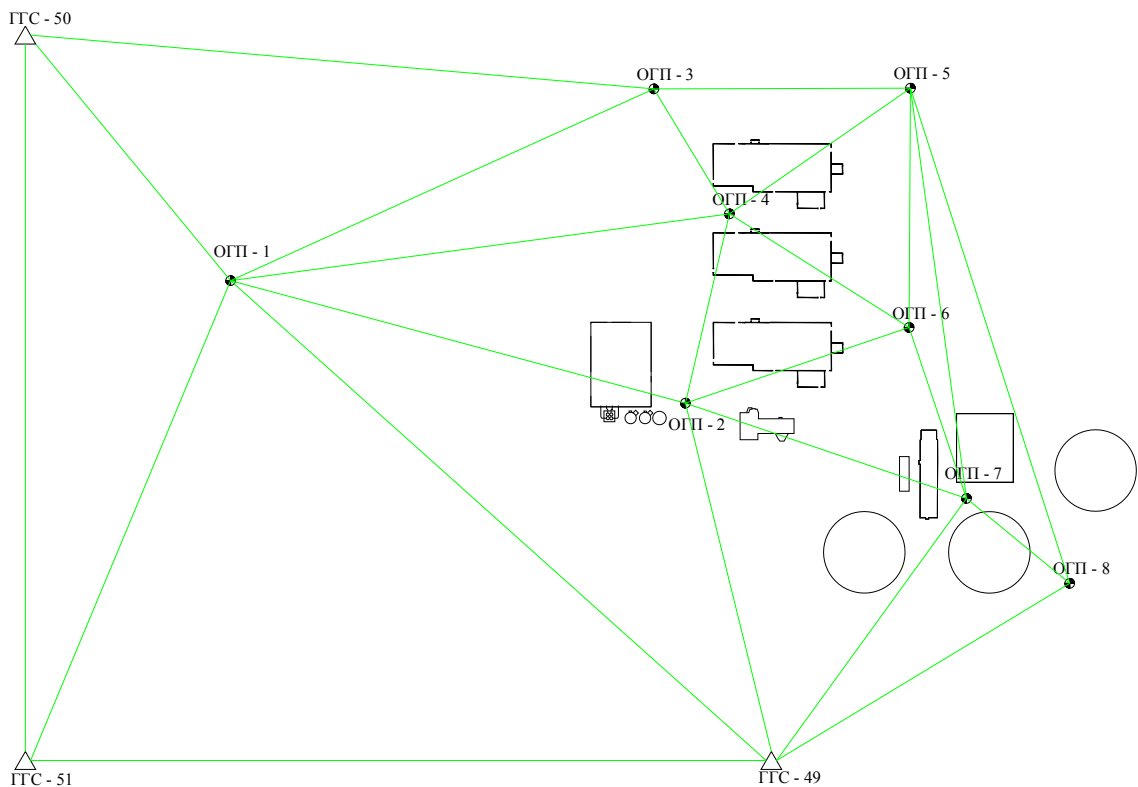 ГГС - 50
ОГП - 3
ОГП - 5
ОГП - 4
ОГП - 1
ОГП - 6
ОГП - 2
ОГП - 7
ОГП - 8
ГГС - 51
ГГС - 49